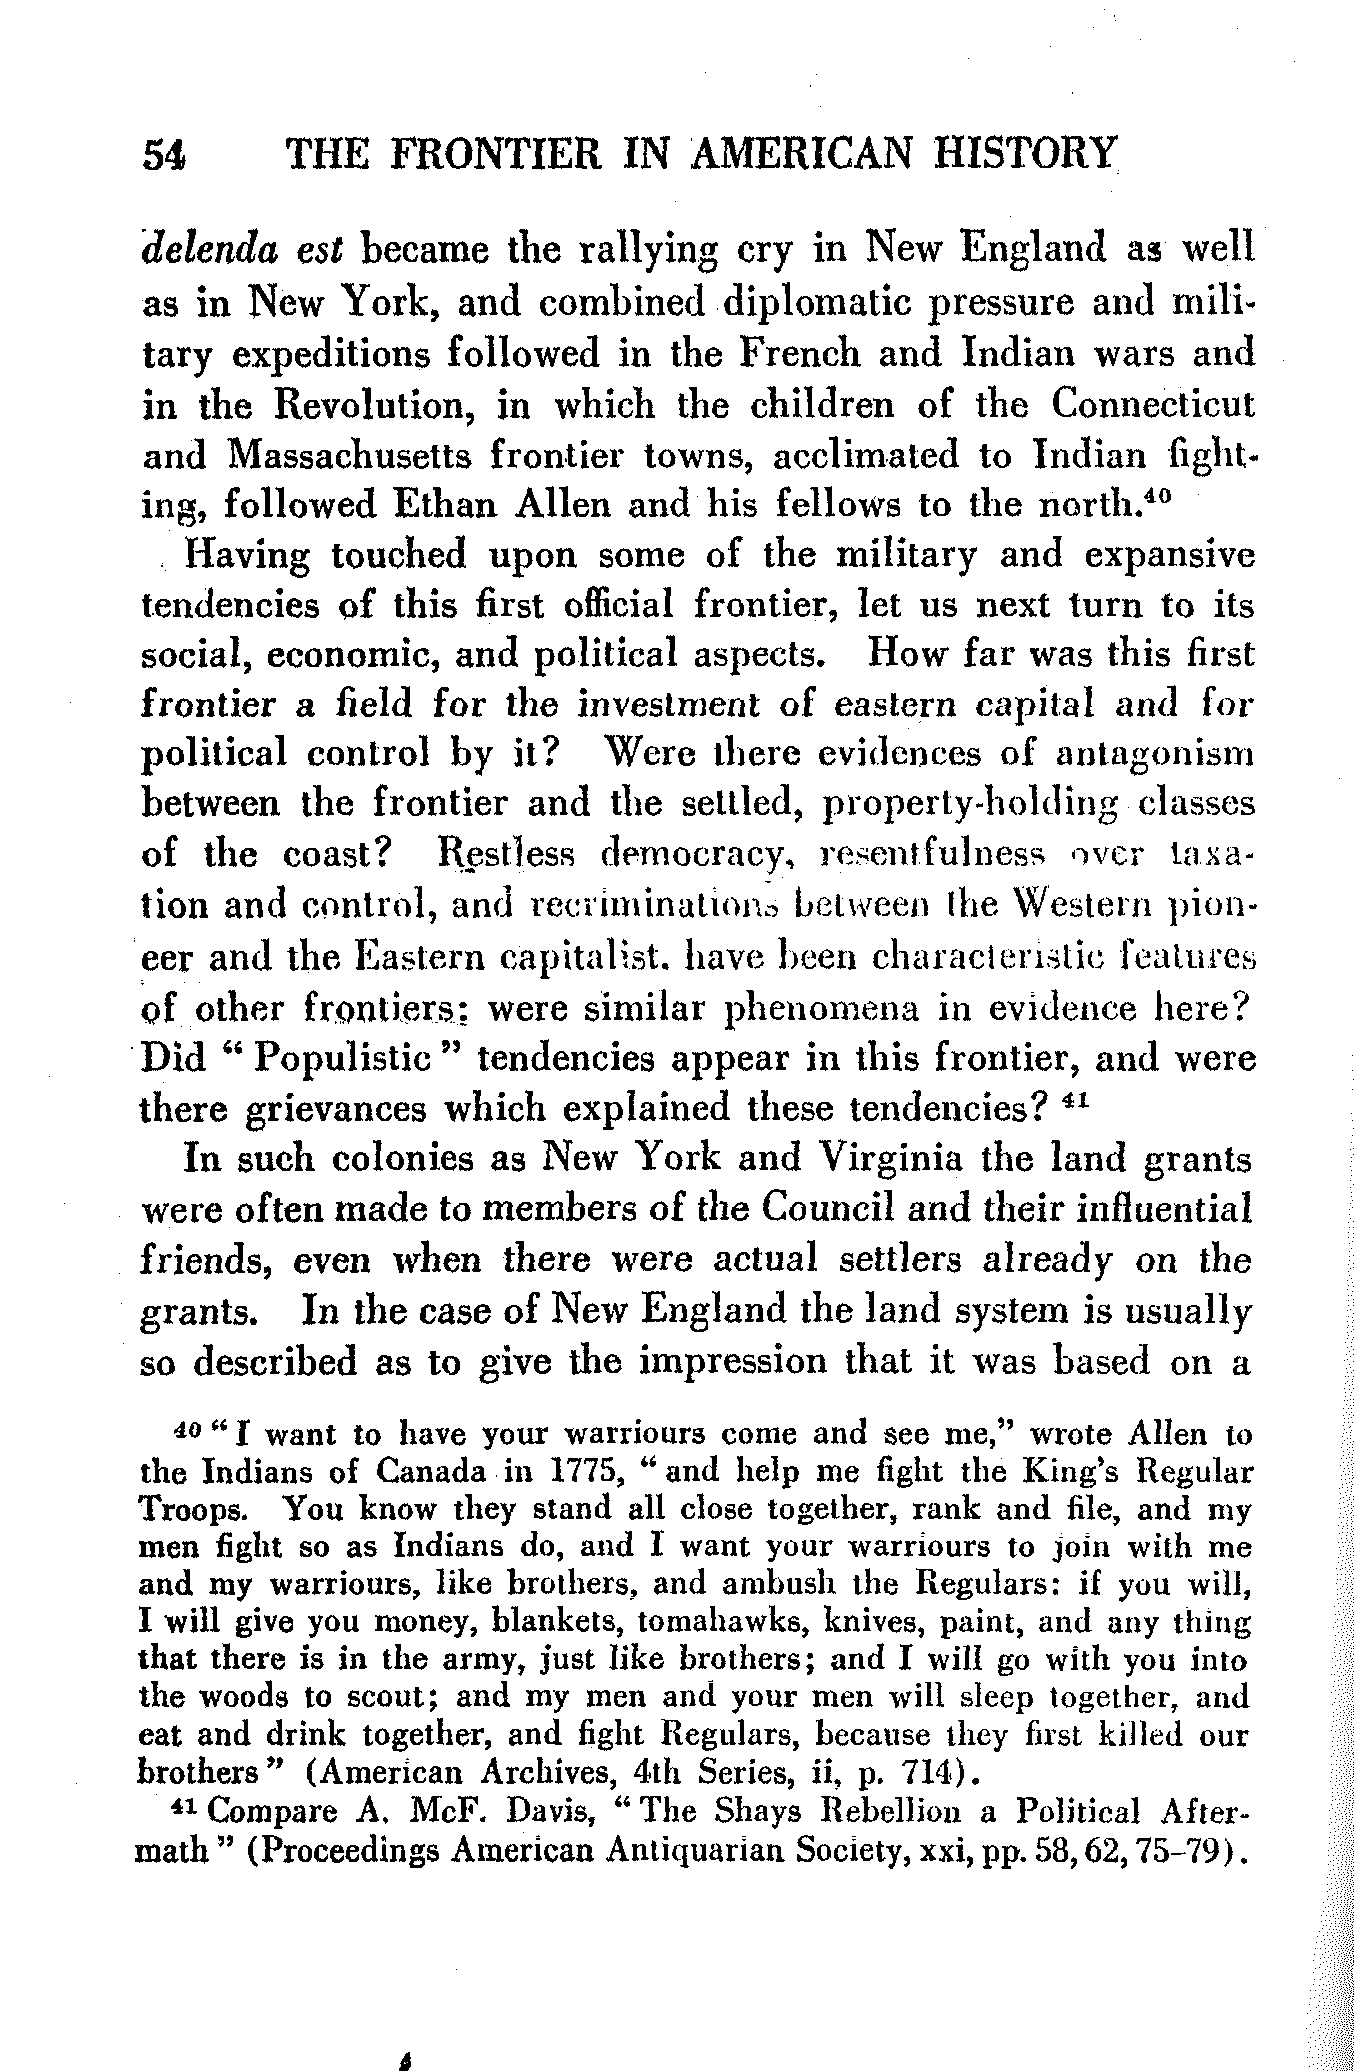 54 THE FRONTIER IN AMERICAN HISTORY
delenda est became the rallying cry in New England as well
as in New York, and combined diplomatic pressure and mili-
tary expeditions followed in the French and Indian wars and
in the Revolution, in which the children of the Connecticut
and Massachusetts frontier towns, acclimated to Indian fight-
ing, followed Ethan Allen and his fellows to the north.⁴⁰
Having touched upon some of the military and expansive
tendencies of this first official frontier, let us next turn to its
social, economic, and political aspects. How far was this first
frontier a field for the investment of eastern capital and for
political control by it? Were there evidences of antagonism
between the frontier and the settled, property-holding classes
of the coast? Restless democracy, resentfulness over taxa-
tion and control, and recriminations between the Western pion-
eer and the Eastern capitalist, have been characteristic features
of other frontiers: were similar phenomena in evidence here?
Did " Populistic " tendencies appear in this frontier, and were
there grievances which explained these tendencies? ⁴¹
In such colonies as New York and Virginia the land grants
were often made to members of the Council and their influential
friends, even when there were actual settlers already on the
grants. In the case of New England the land system is usually
so described as to give the impression that it was based on a
⁴⁰ " I want to have your warriours come and see me," wrote Allen to
the Indians of Canada in 1775, " and help me fight the King's Regular
Troops. You know they stand all close together, rank and file, and my
men fight so as Indians do, and I want your warriours to join with me
and my warriours, like brothers, and ambush the Regulars: if you will,
I will give you money, blankets, tomahawks, knives, paint, and any thing
that there is in the army, just like brothers; and I will go with you into
the woods to scout; and my men and your men will sleep together, and
eat and drink together, and fight Regulars, because they first killed our
brothers " (American Archives, 4th Series, ii, p. 714).
⁴¹ Compare A. McF. Davis, " The Shays Rebellion a Political After-
math " (Proceedings American Antiquarian Society, xxi, pp. 58, 62, 75–79).